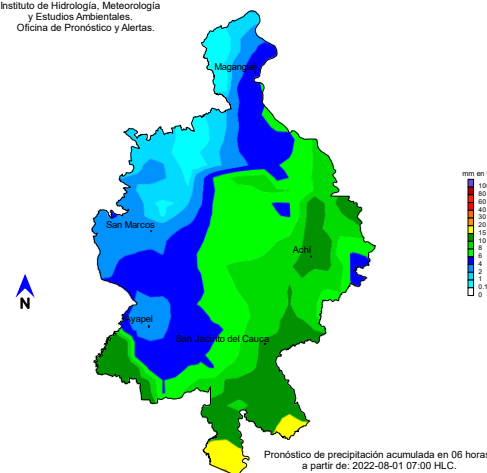 Instituto de Hidrología, Meteorología
y Estudios Ambientales.
Oficina de Pronóstico y Alertas.
Magangué
San Marcos
Achí
Ayapel
San Jacinto del Cauca
N
mm en
100
80
60
40
30
20
15
10
8
6
4
2
1
0.1
0
Pronóstico de precipitación acumulada en 06 horas
a partir de: 2022-08-01 07:00 HLC.